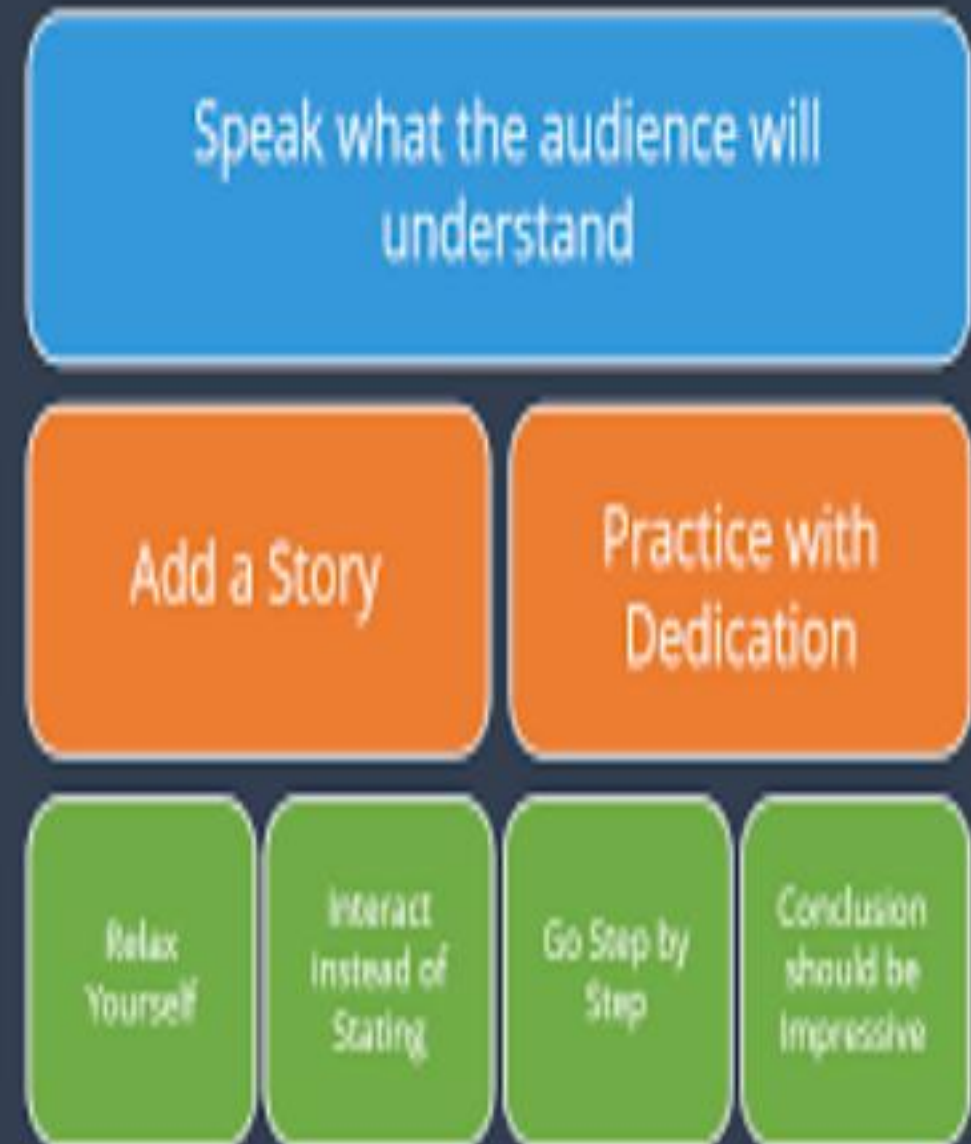 Speak what the audience will
understand
Add a Story
Practice with
Dedication
Relax
Yourself
Interact
Instead of
Stating
Go Step by
Step
Conclusion
should be
Impressive